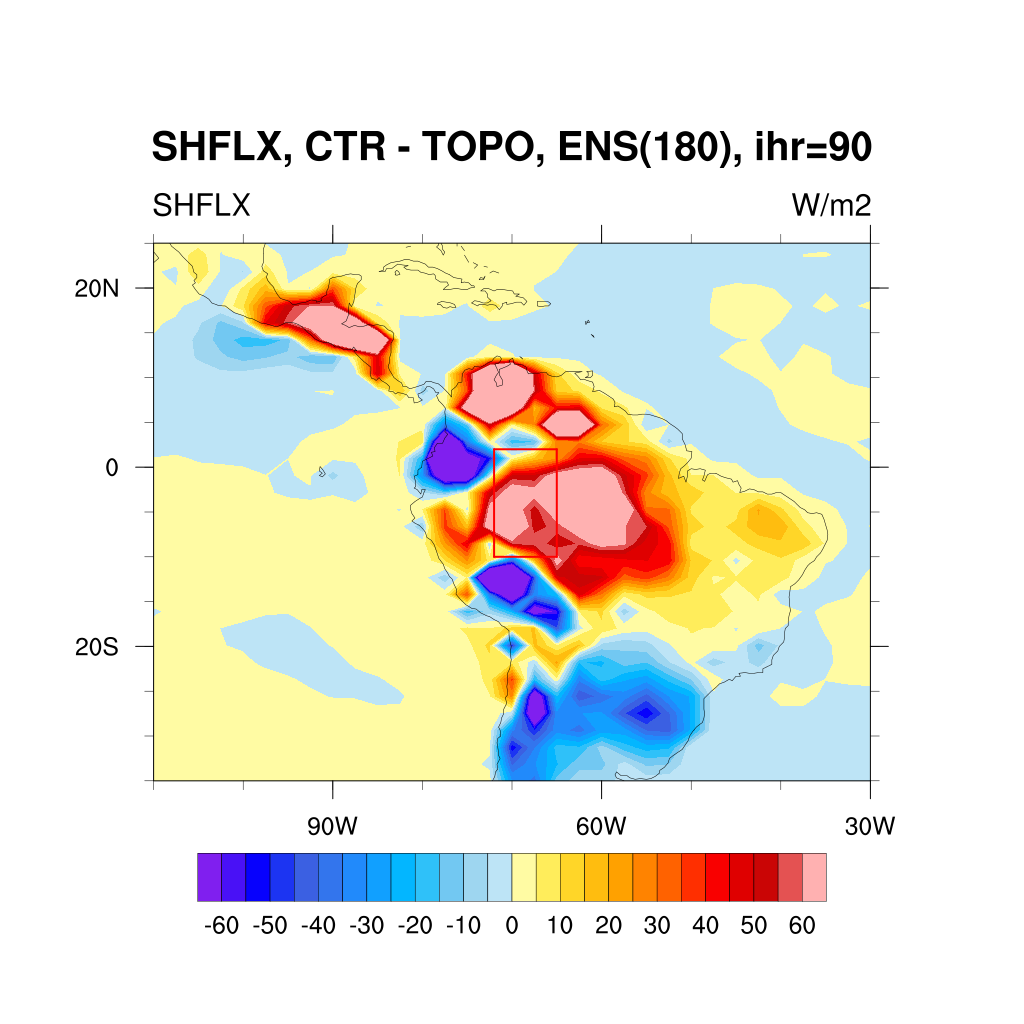 SHFLX, CTR - TOPO, ENS(180), ihr=90
SHFLX W/m2
20N
0
20S
90W 60W 30W
-60 -50 -40 -30 -20 -10 0 10 20 30 40 50 60